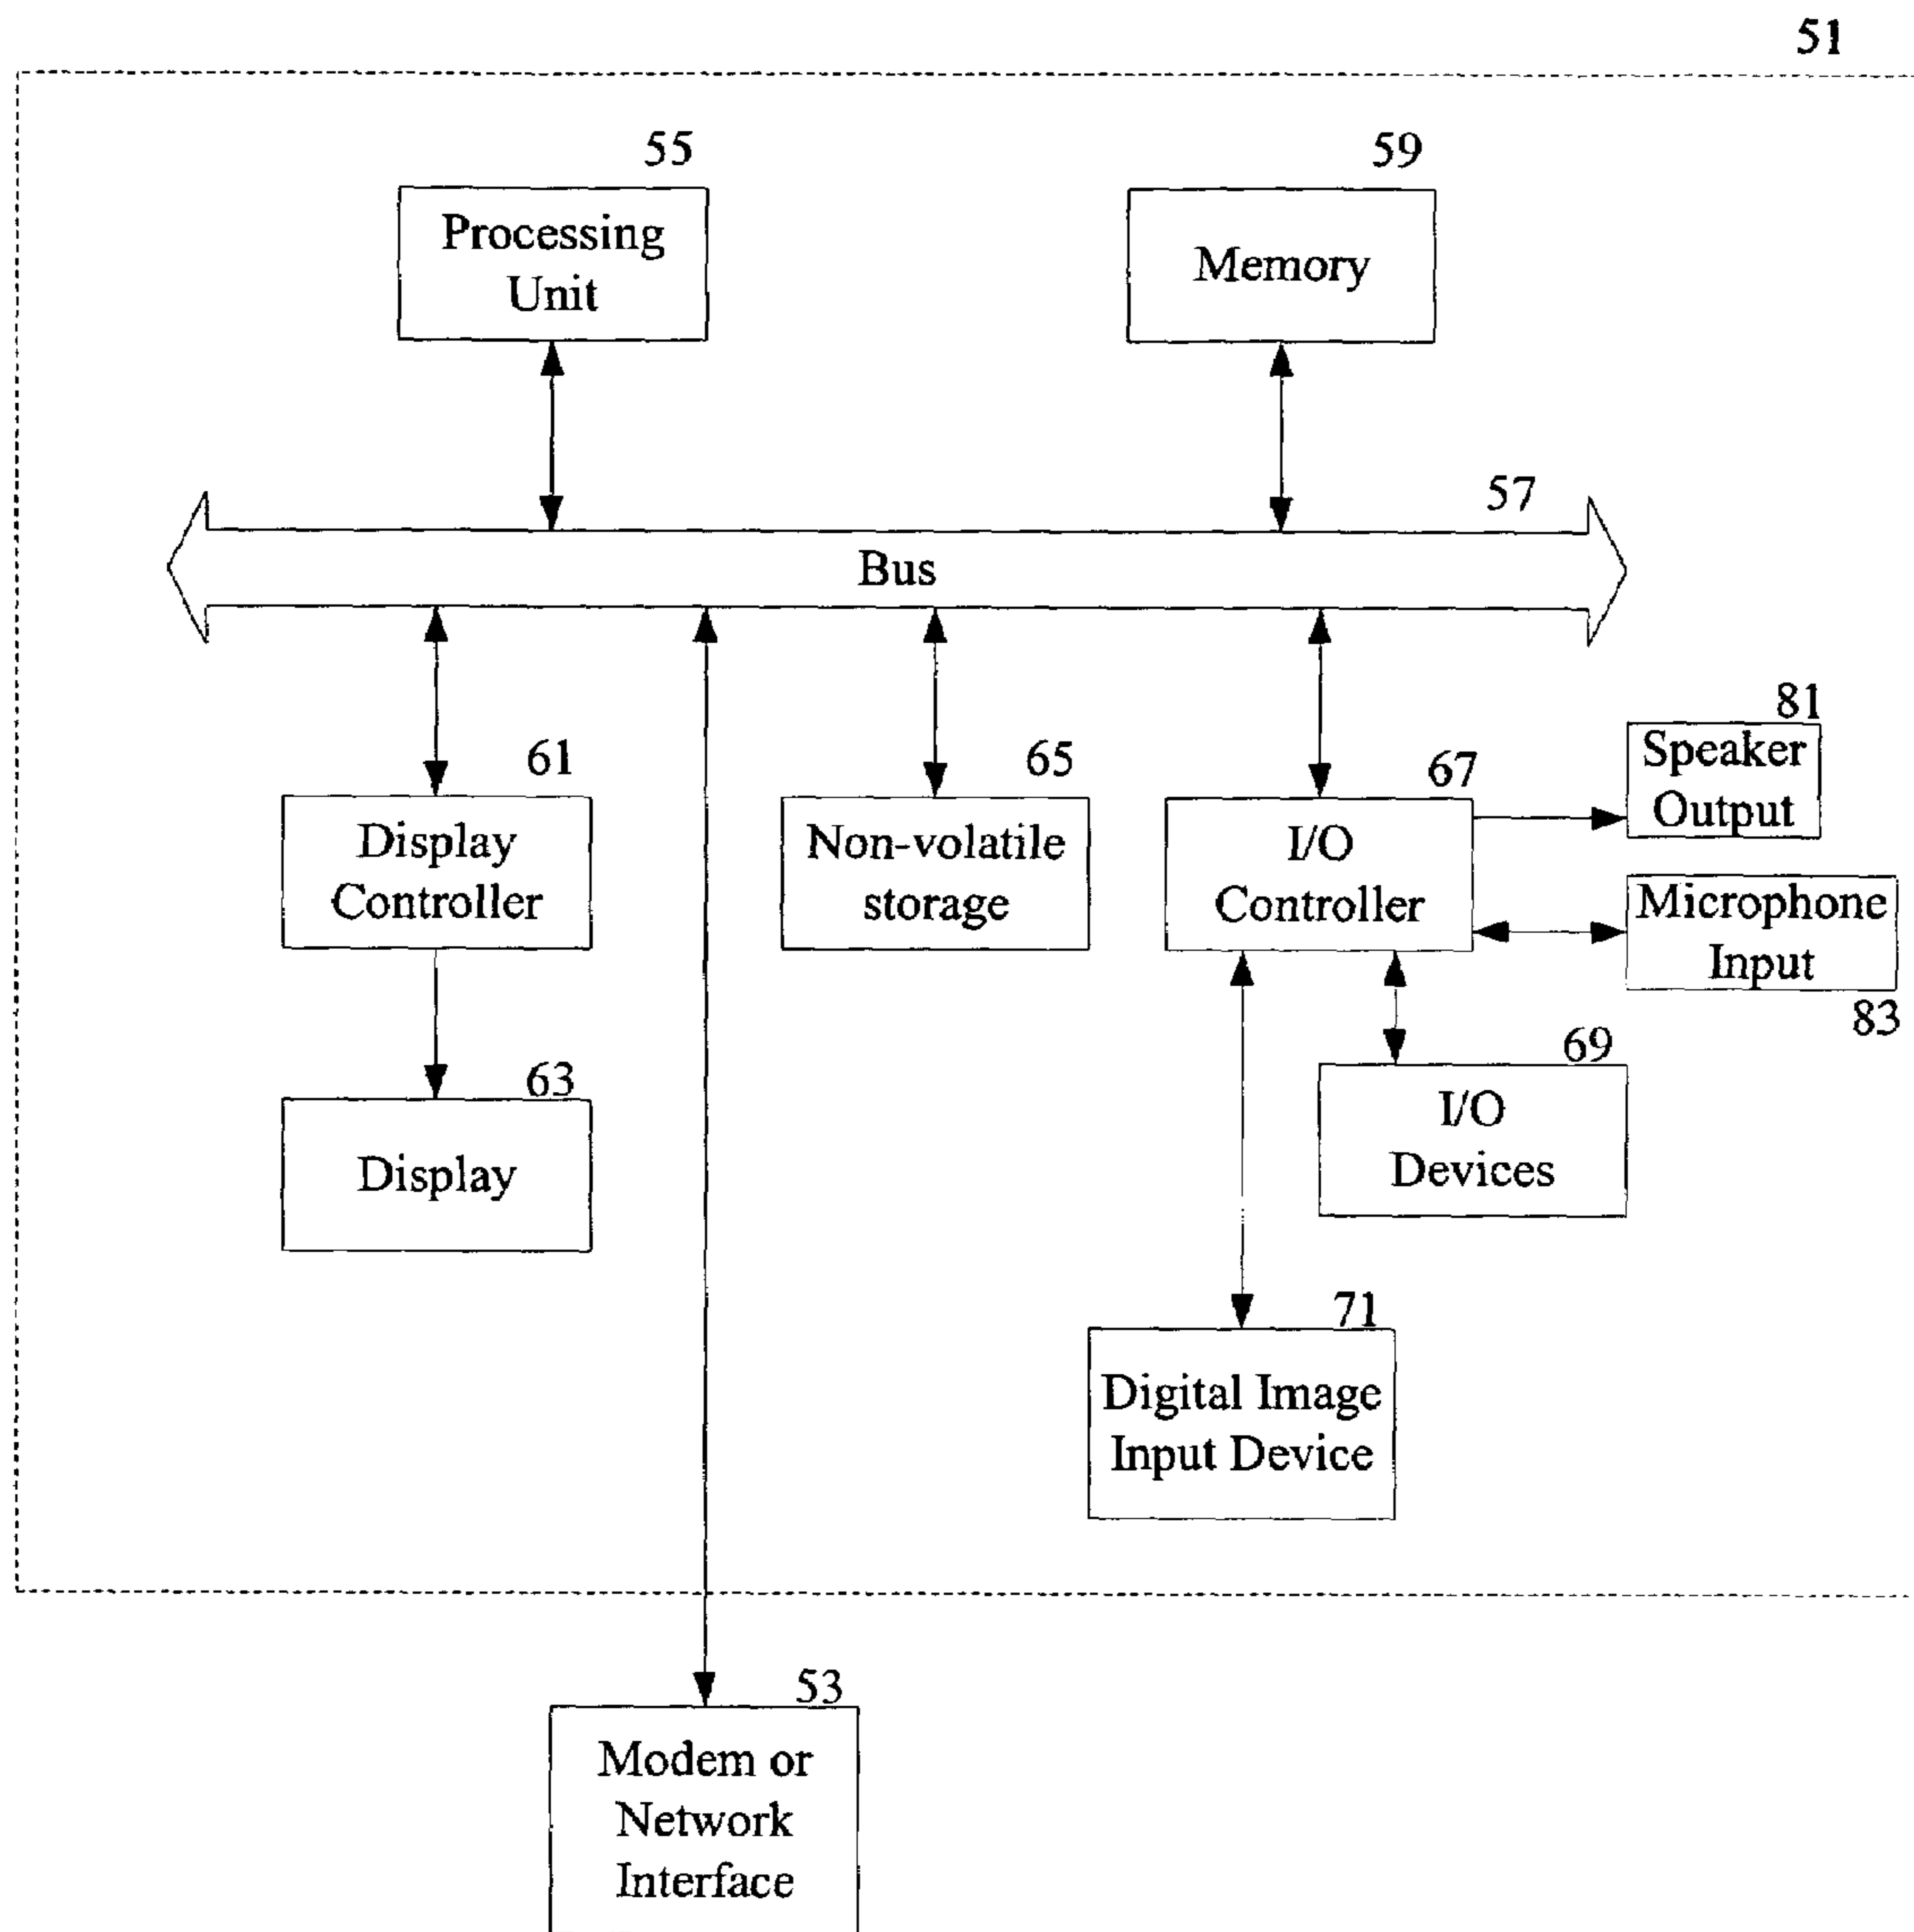 51
55
59
Processing
Unit
Memory
57
Bus
81
Speaker
Output
61
65
67
Display
Controller
Non-volatile
storage
I/O
Controller
Microphone
Input
83
63
69
Display
I/O
Devices
71
Digital Image
Input Device
53
Modem or
Network
Interface